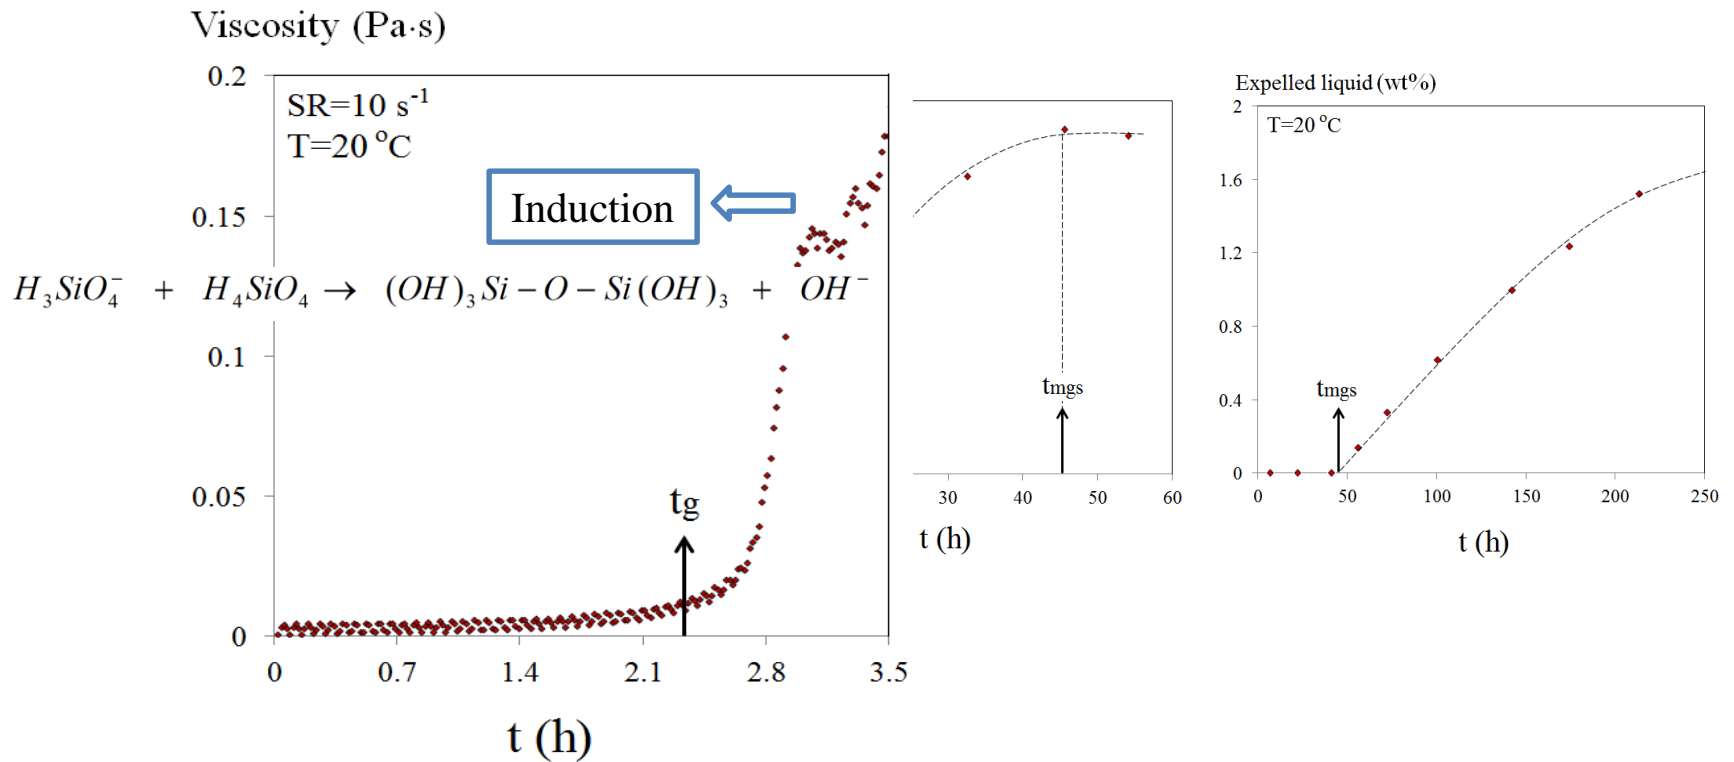 Viscosity (Pa·s)
0.2
SR=10 s⁻¹
T=20 °C
Induction
0.15
H₃SiO₄⁻ + H₄SiO₄ → (OH)₃Si – O – Si(OH)₃ + OH⁻
0.1
0.05
tg
0
0 0.7 1.4 2.1 2.8 3.5
t (h)
tmgs
30 40 50 60
t (h)
Expelled liquid (wt%)
2
T=20 °C
1.6
1.2
0.8
tmgs
0.4
0
0 50 100 150 200 250
t (h)